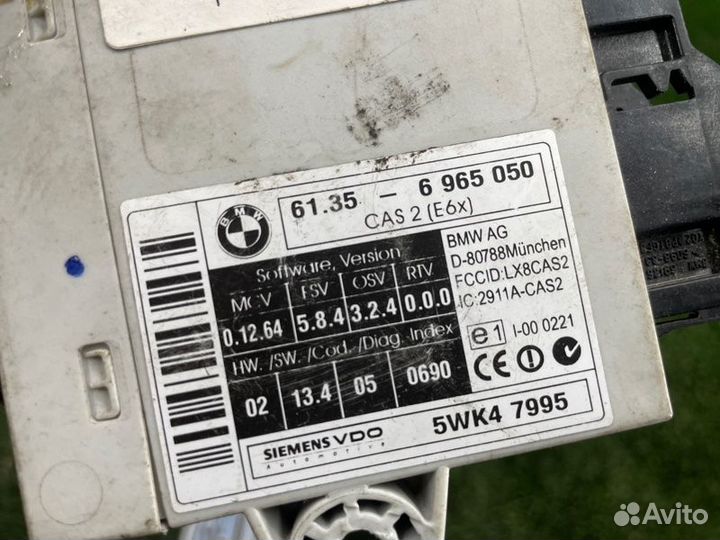 BMW
61.35 - 6 965 050
CAS 2 (E6x)
Software, Version
MCV FSV OSV RTV
0.12.64 5.8.4 3.2.4 0.0.0
HW. /SW. /Cod. /Diag. Index
02 13.4 05 0690
BMW AG
D-80788München
FCCID:LX8CAS2
IC:2911A-CAS2
e1 I-00 0221
CE
SIEMENS VDO
Automotive
5WK4 7995
Avito